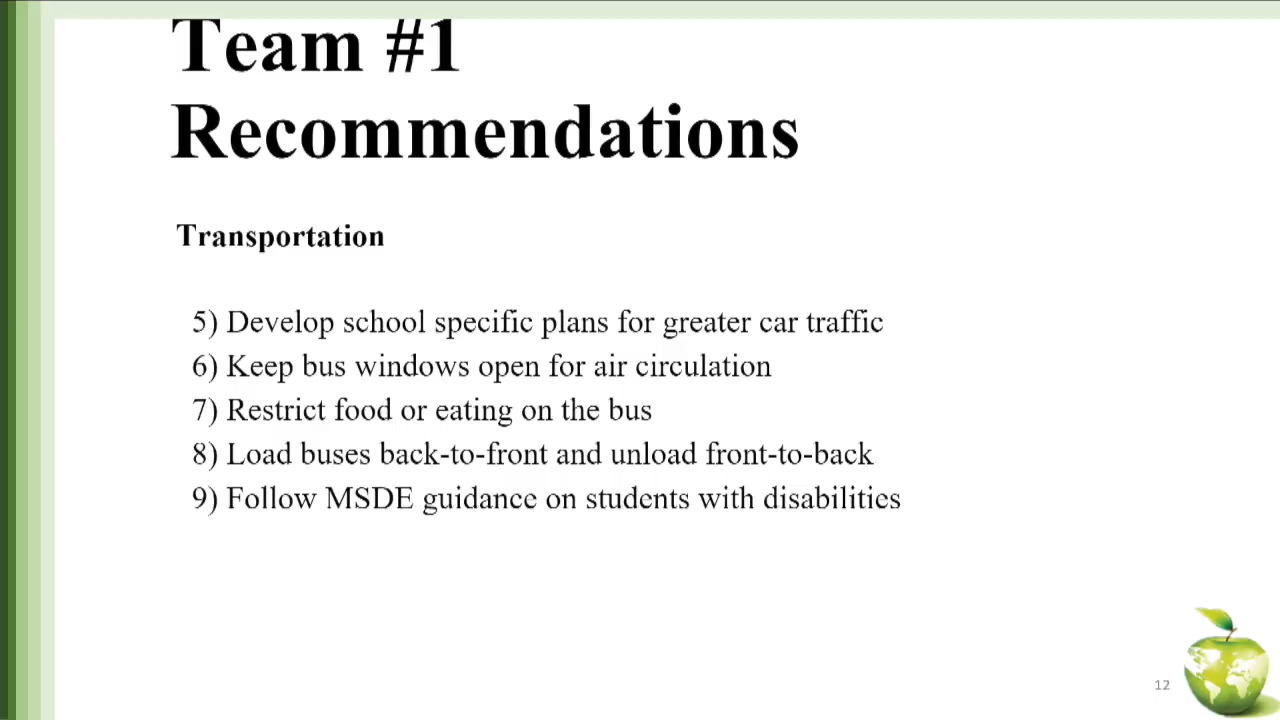 Team #1
Recommendations
Transportation
5) Develop school specific plans for greater car traffic
6) Keep bus windows open for air circulation
7) Restrict food or eating on the bus
8) Load buses back-to-front and unload front-to-back
9) Follow MSDE guidance on students with disabilities
12